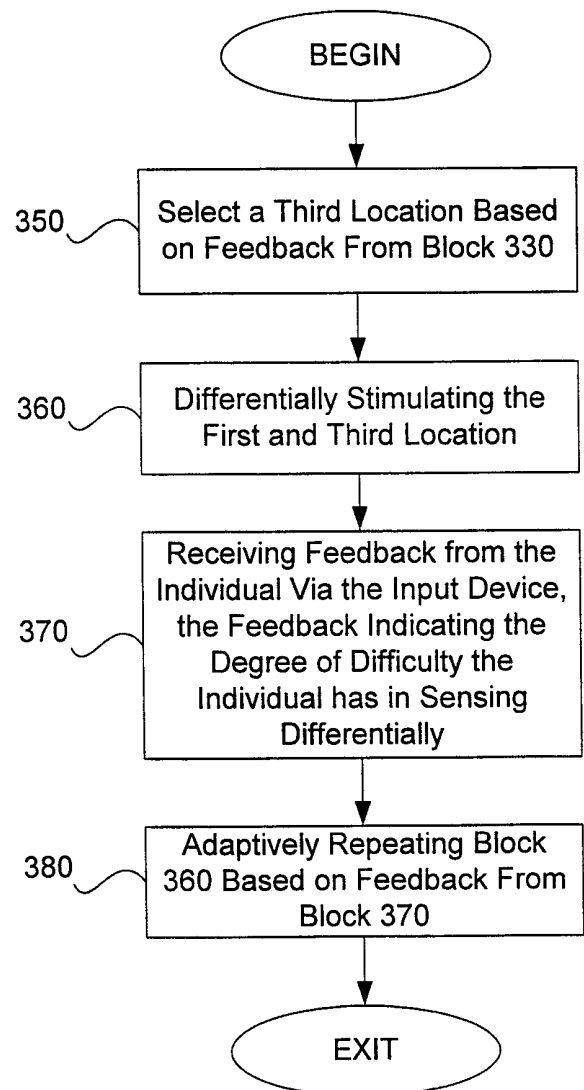 BEGIN
350
Select a Third Location Based
on Feedback From Block 330
360
Differentially Stimulating the
First and Third Location
370
Receiving Feedback from the
Individual Via the Input Device,
the Feedback Indicating the
Degree of Difficulty the
Individual has in Sensing
Differentially
380
Adaptively Repeating Block
360 Based on Feedback From
Block 370
EXIT